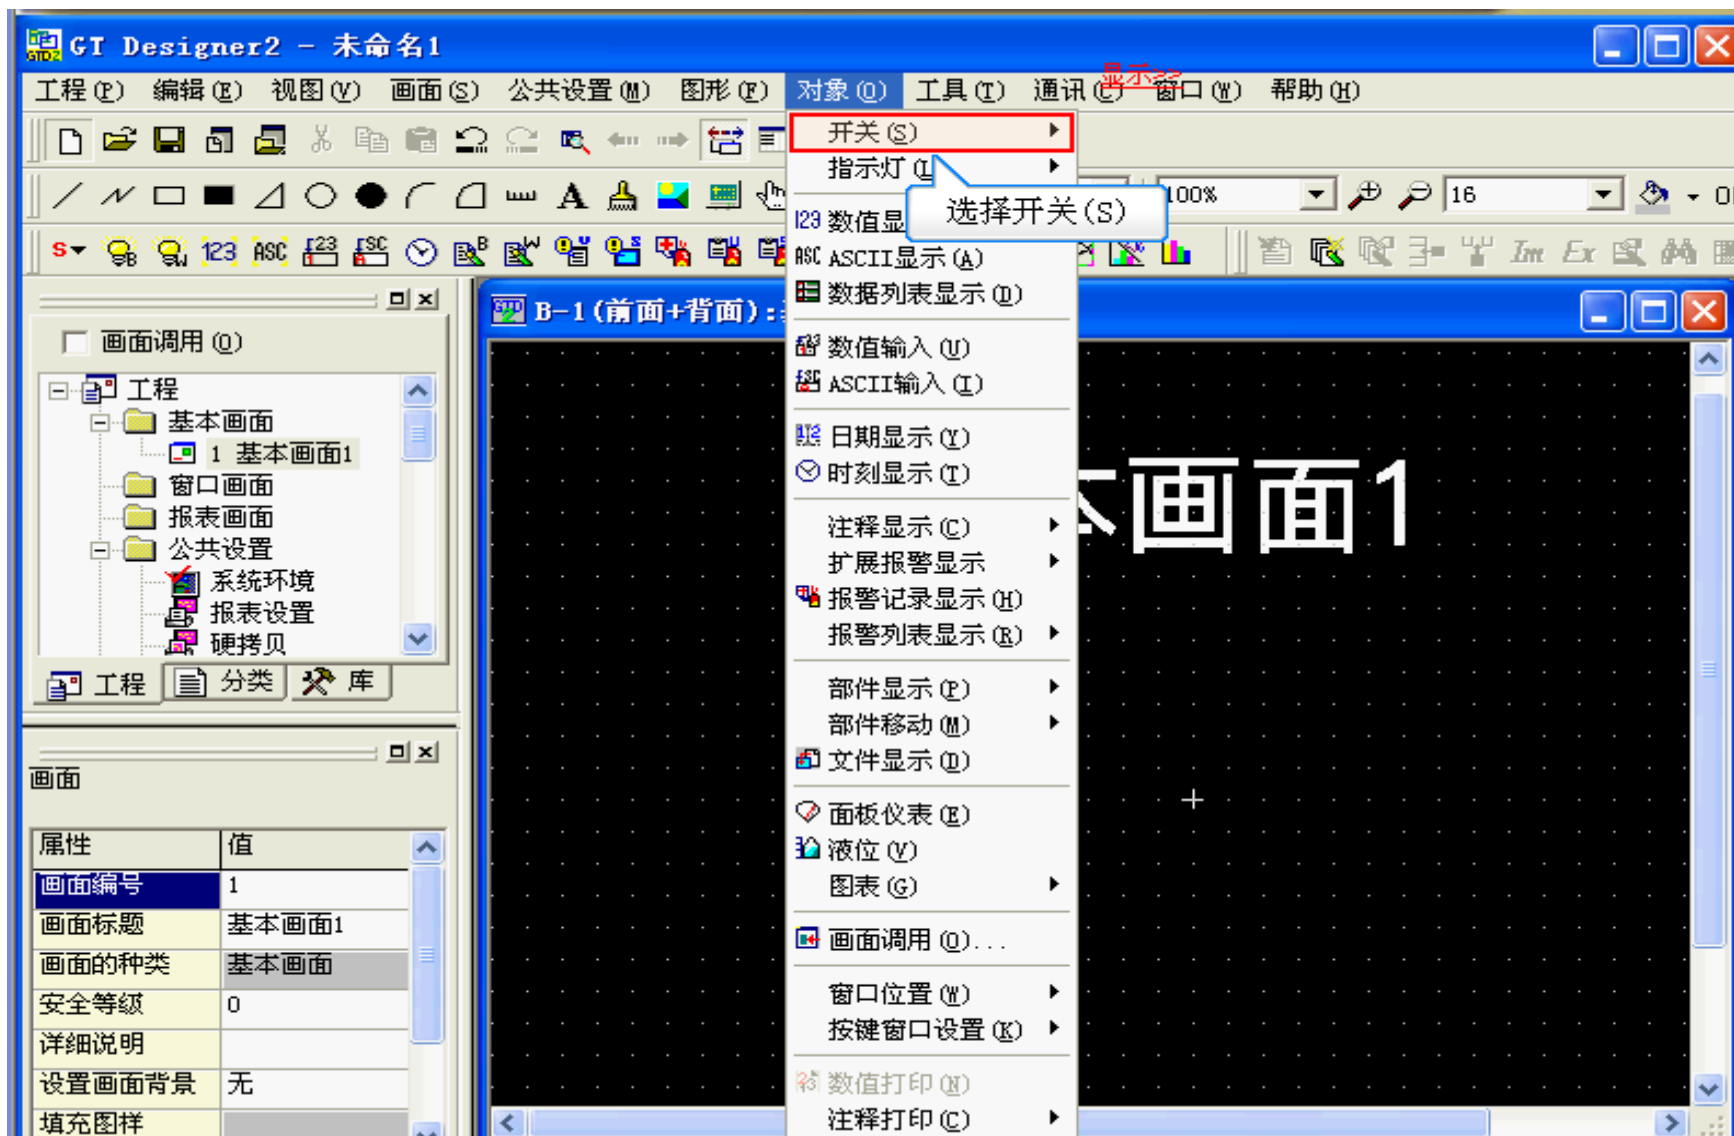 GT Designer2 - 未命名1
工程(P) 编辑(E) 视图(V) 画面(S) 公共设置(M) 图形(F) 对象(O) 工具(T) 通讯(C) 窗口(W) 帮助(H)
显示>>
100%
16
开关(S)
指示灯(L
选择开关(S)
123 数值显
ASC ASCII显示(A)
数据列表显示(D)
数值输入(U)
ASCII输入(I)
日期显示(Y)
时刻显示(T)
注释显示(C)
扩展报警显示
报警记录显示(H)
报警列表显示(R)
部件显示(P)
部件移动(M)
文件显示(D)
面板仪表(E)
液位(V)
图表(G)
画面调用(O)...
窗口位置(W)
按键窗口设置(K)
数值打印(N)
注释打印(C)
画面调用(O)
工程
基本画面
1 基本画面1
窗口画面
报表画面
公共设置
系统环境
报表设置
硬拷贝
工程 分类 库
画面
属性 值
画面编号 1
画面标题 基本画面1
画面的种类 基本画面
安全等级 0
详细说明
设置画面背景 无
填充图样
B-1(前面+背面):
本画面1